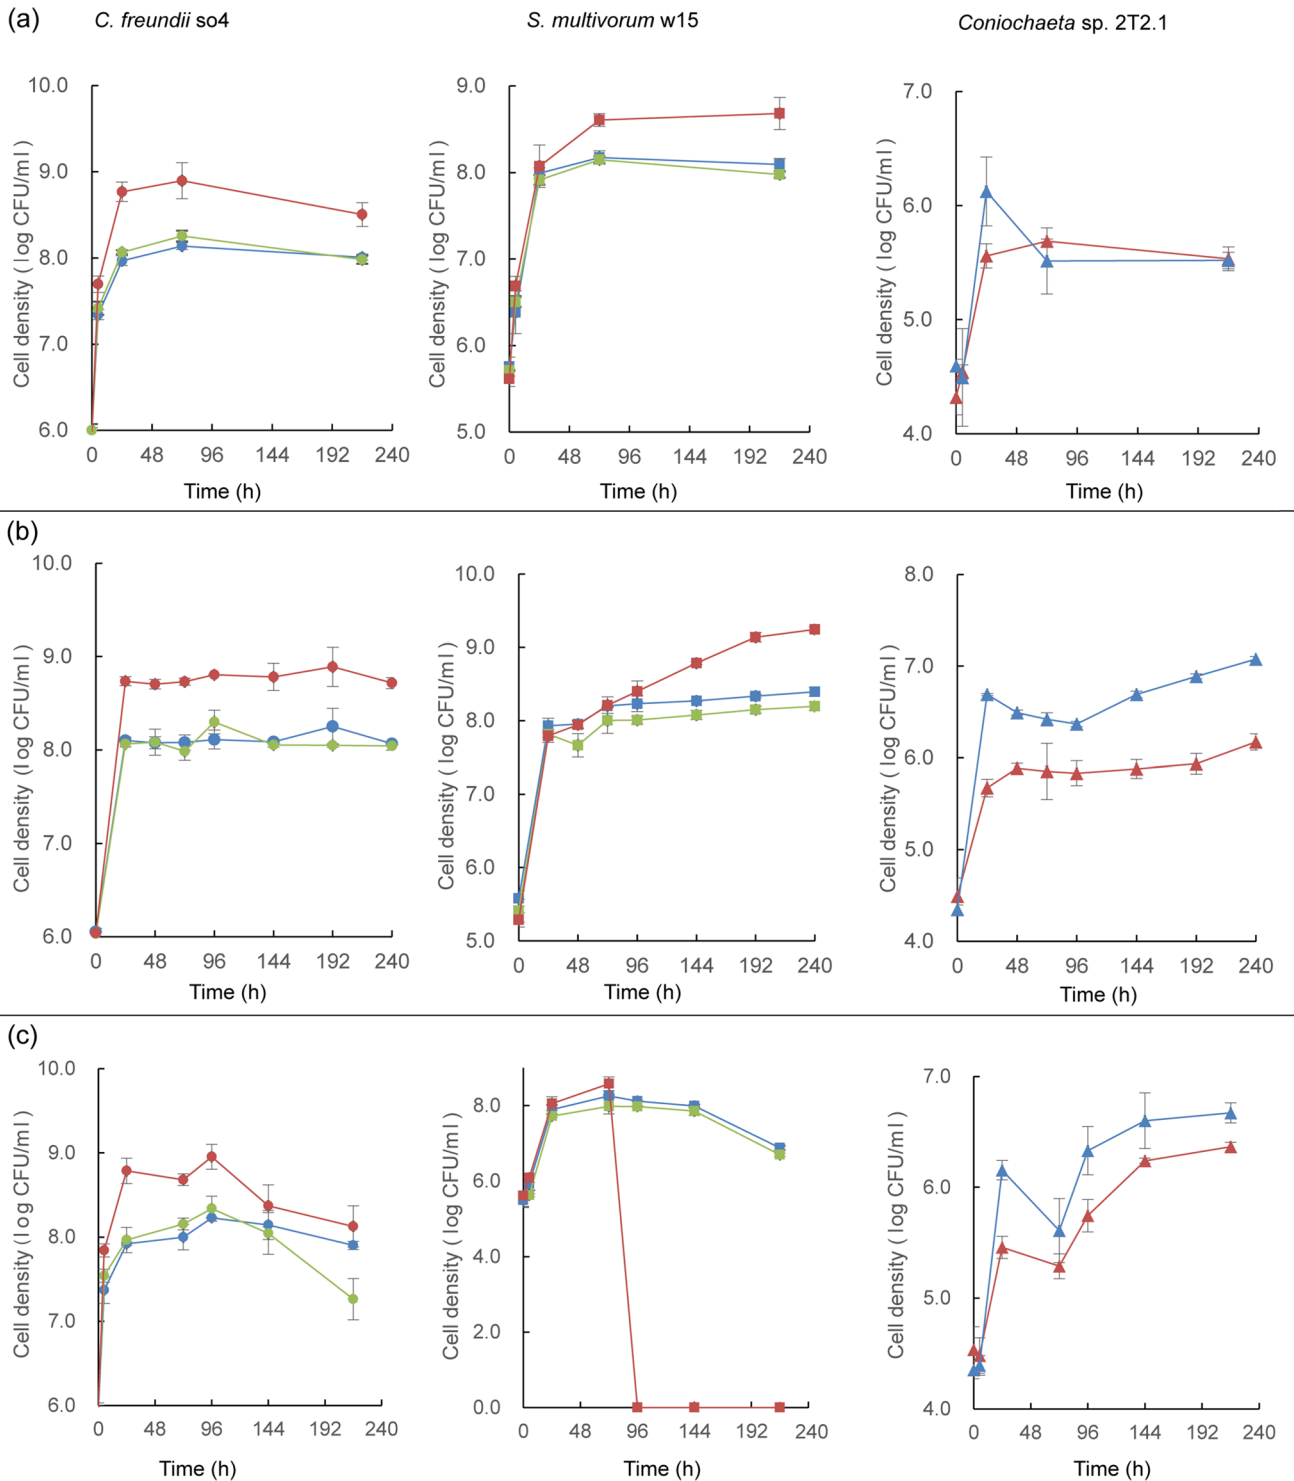 (a)
C. freundii so4
S. multivorum w15
Coniochaeta sp. 2T2.1
Cell density ( log CFU/ml )
10.0
9.0
8.0
7.0
6.0
0 48 96 144 192 240
Time (h)
Cell density ( log CFU/ml )
9.0
8.0
7.0
6.0
5.0
0 48 96 144 192 240
Time (h)
Cell density ( log CFU/ml )
7.0
6.0
5.0
4.0
0 48 96 144 192 240
Time (h)
(b)
Cell density (log CFU/ml )
10.0
9.0
8.0
7.0
6.0
0 48 96 144 192 240
Time (h)
Cell density ( log CFU/ml )
10.0
9.0
8.0
7.0
6.0
5.0
0 48 96 144 192 240
Time (h)
Cell density ( log CFU/ml )
8.0
7.0
6.0
5.0
4.0
0 48 96 144 192 240
Time (h)
(c)
Cell density ( log CFU/ml)
10.0
9.0
8.0
7.0
6.0
0 48 96 144 192 240
Time (h)
Cell density ( log CFU/ml )
8.0
6.0
4.0
2.0
0.0
0 48 96 144 192 240
Time (h)
Cell density ( log CFU/ml )
7.0
6.0
5.0
4.0
0 48 96 144 192 240
Time (h)